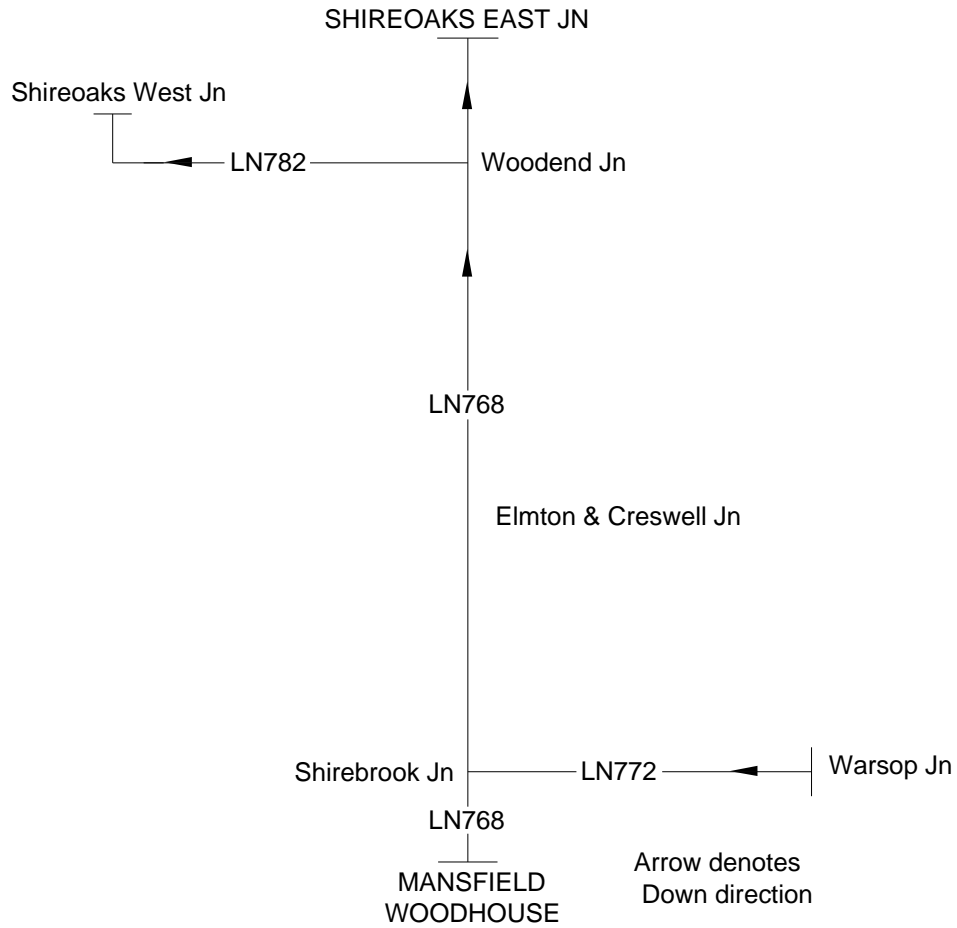 SHIREOAKS EAST JN
Shireoaks West Jn
LN782
Woodend Jn
LN768
Elmton & Creswell Jn
Shirebrook Jn
LN772
Warsop Jn
LN768
MANSFIELD
WOODHOUSE
Arrow denotes
Down direction